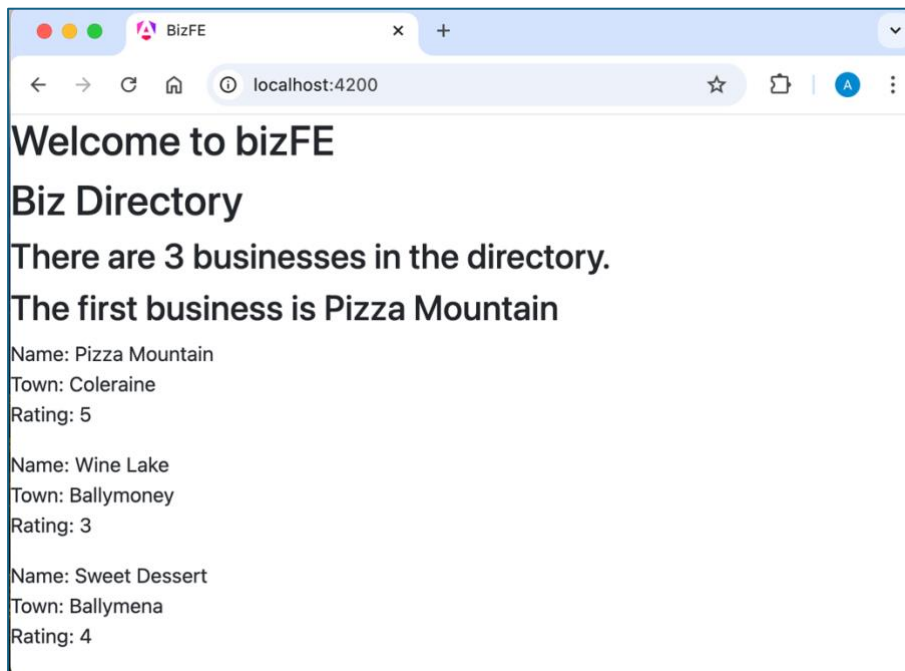 BizFE
localhost:4200
A
Welcome to bizFE
Biz Directory
There are 3 businesses in the directory.
The first business is Pizza Mountain
Name: Pizza Mountain
Town: Coleraine
Rating: 5
Name: Wine Lake
Town: Ballymoney
Rating: 3
Name: Sweet Dessert
Town: Ballymena
Rating: 4